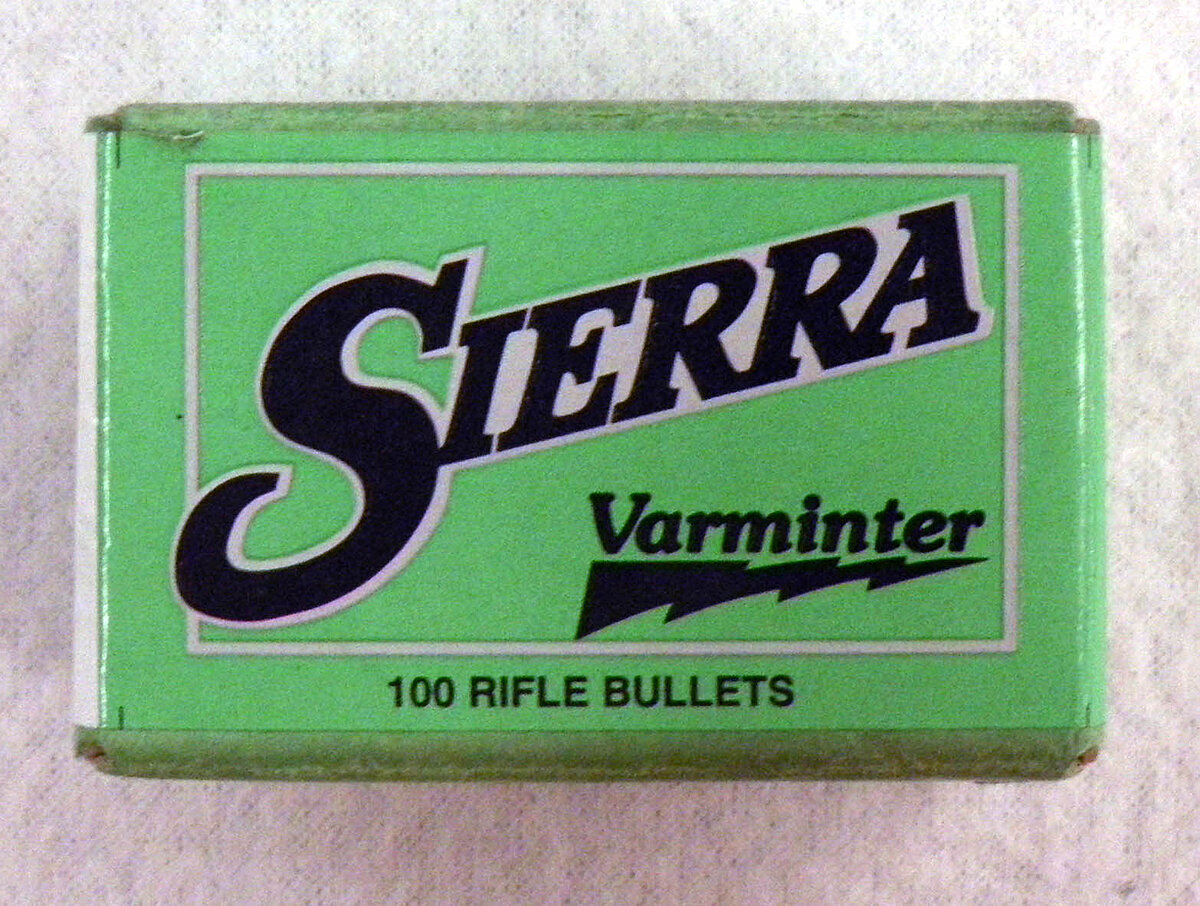 SIERRA
Varminter
100 RIFLE BULLETS